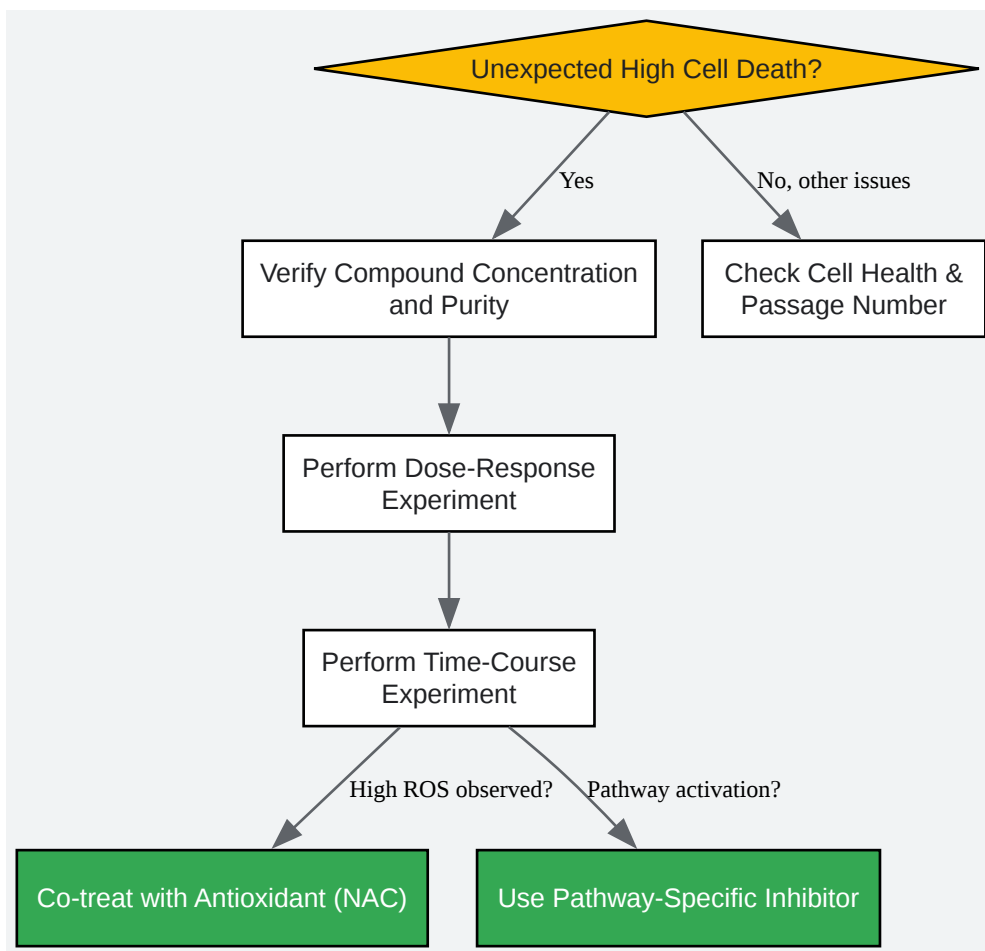 Unexpected High Cell Death?
Yes
No, other issues
Verify Compound Concentration
and Purity
Check Cell Health &
Passage Number
Perform Dose-Response
Experiment
Perform Time-Course
Experiment
High ROS observed?
Pathway activation?
Co-treat with Antioxidant (NAC)
Use Pathway-Specific Inhibitor